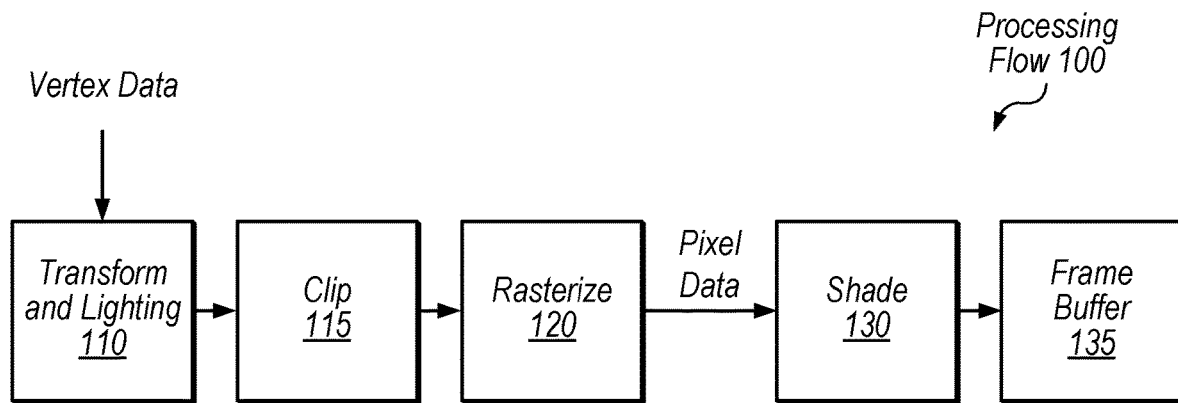 Processing
Flow 100
Vertex Data
Transform
and Lighting
110
Clip
115
Rasterize
120
Pixel
Data
Shade
130
Frame
Buffer
135